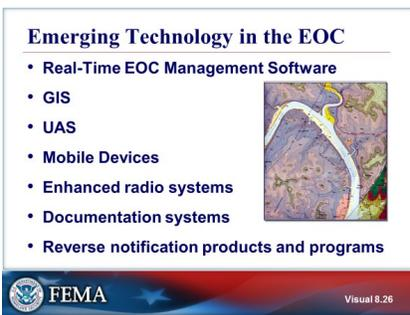 Emerging Technology in the EOC
• Real-Time EOC Management Software
• GIS
• UAS
• Mobile Devices
• Enhanced radio systems
• Documentation systems
• Reverse notification products and programs
FEMA
Visual 8.26